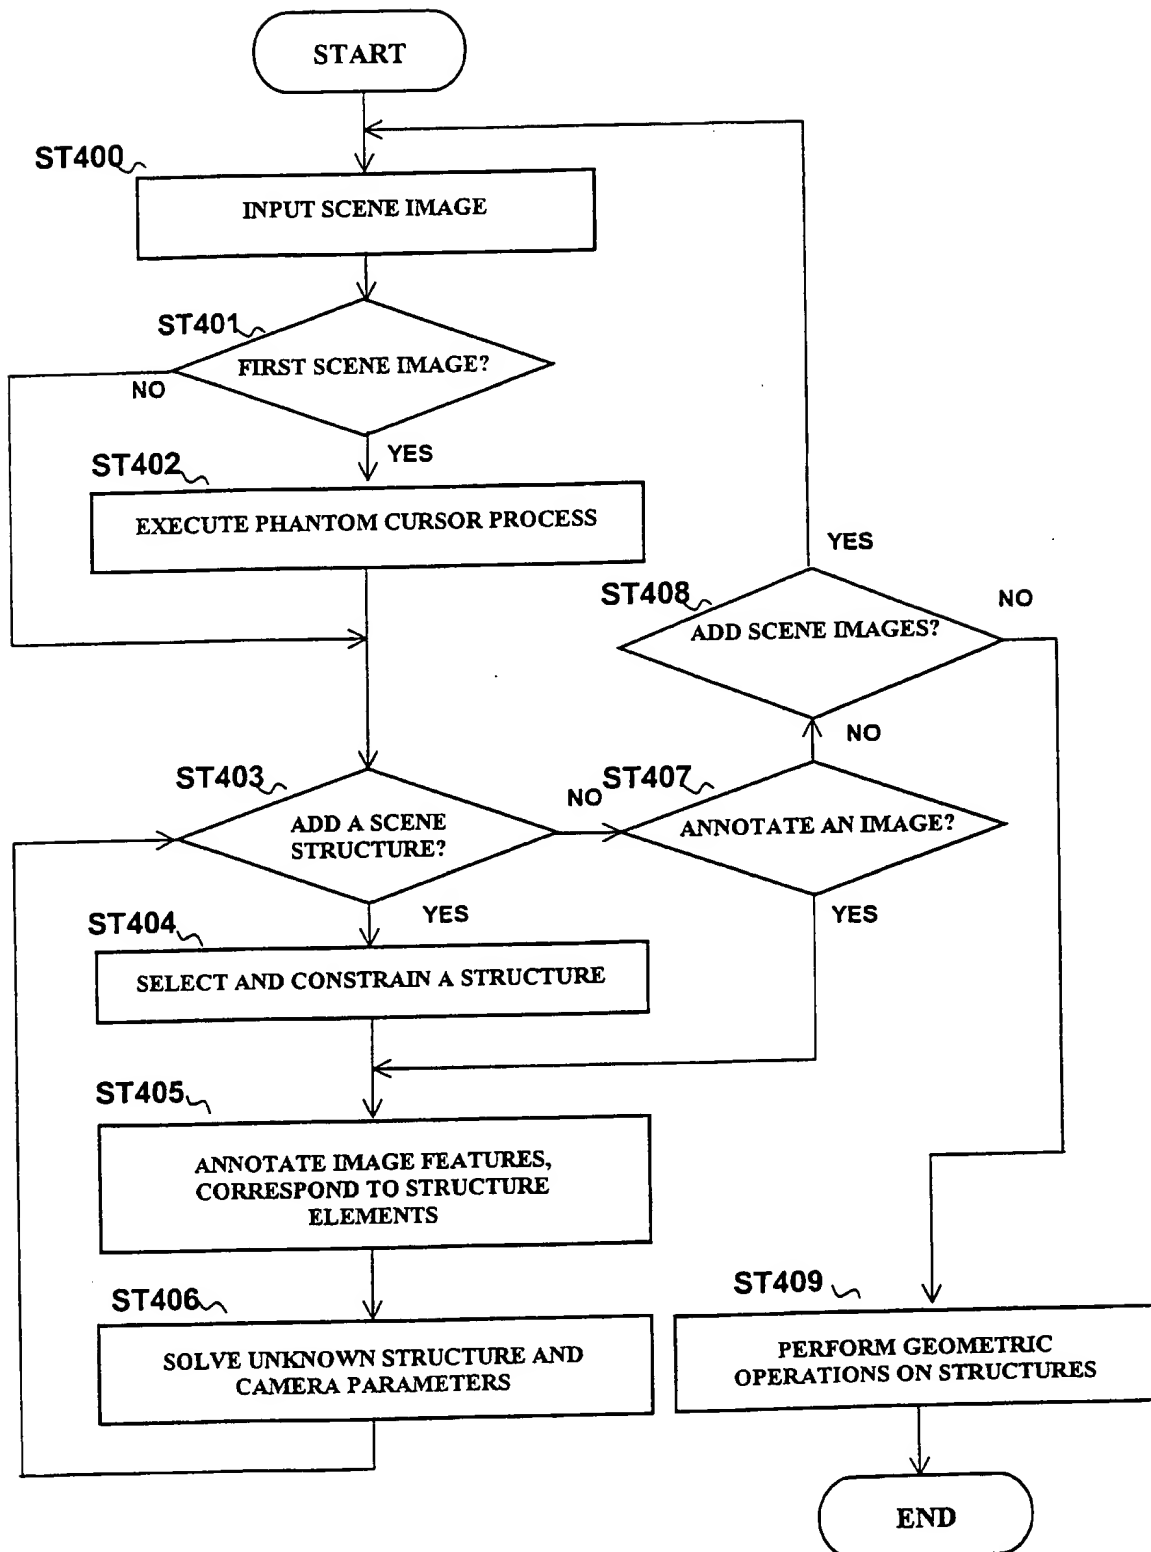 START
ST400
INPUT SCENE IMAGE
ST401
FIRST SCENE IMAGE?
NO
YES
ST402
EXECUTE PHANTOM CURSOR PROCESS
YES
ST408
NO
ADD SCENE IMAGES?
NO
ST403
NO
ST407
ADD A SCENE
STRUCTURE?
ANNOTATE AN IMAGE?
YES
YES
ST404
SELECT AND CONSTRAIN A STRUCTURE
ST405
ANNOTATE IMAGE FEATURES,
CORRESPOND TO STRUCTURE
ELEMENTS
ST406
SOLVE UNKNOWN STRUCTURE AND
CAMERA PARAMETERS
ST409
PERFORM GEOMETRIC
OPERATIONS ON STRUCTURES
END